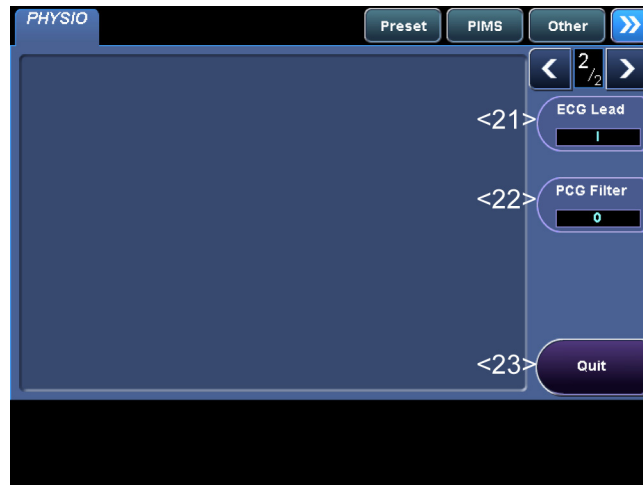 PHYSIO
Preset
PIMS
Other
2/2
<21>
ECG Lead
I
<22>
PCG Filter
0
<23>
Quit